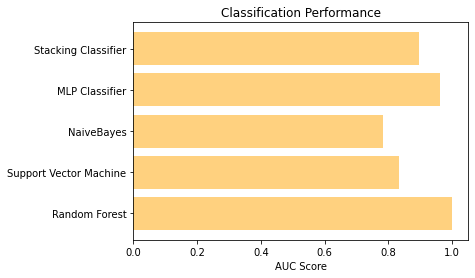 Classification Performance
Stacking Classifier
MLP Classifier
NaiveBayes
Support Vector Machine
Random Forest
0.0 0.2 0.4 0.6 0.8 1.0
AUC Score